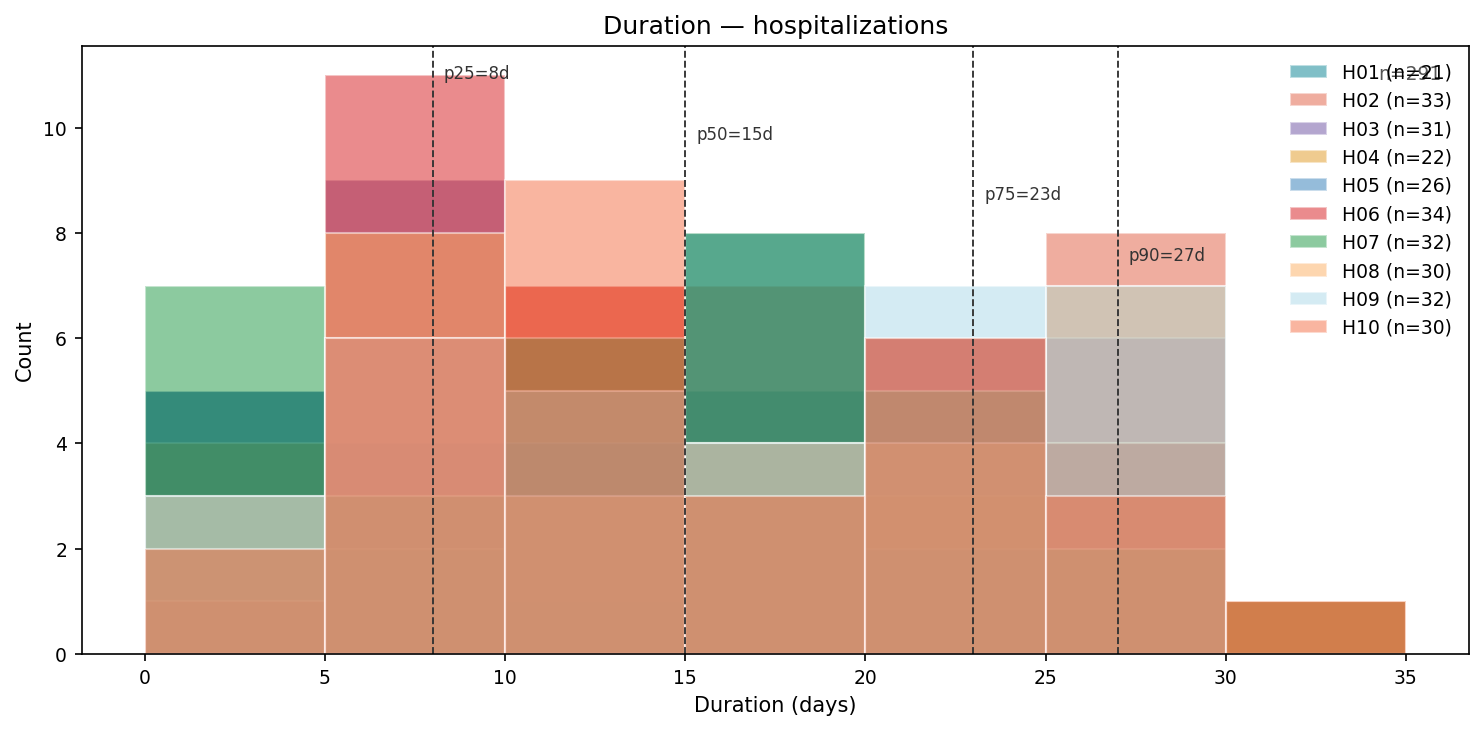 Duration — hospitalizations
p25=8d
p50=15d
p75=23d
p90=27d
n=291
H01 (n=21)
H02 (n=33)
H03 (n=31)
H04 (n=22)
H05 (n=26)
H06 (n=34)
H07 (n=32)
H08 (n=30)
H09 (n=32)
H10 (n=30)
Count
10
8
6
4
2
0
0 5 10 15 20 25 30 35
Duration (days)